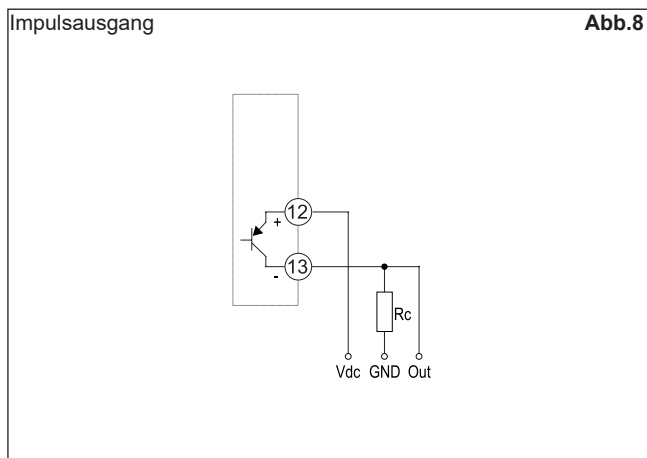 Impulsausgang Abb.8
+ 12
- 13
Rc
Vdc GND Out